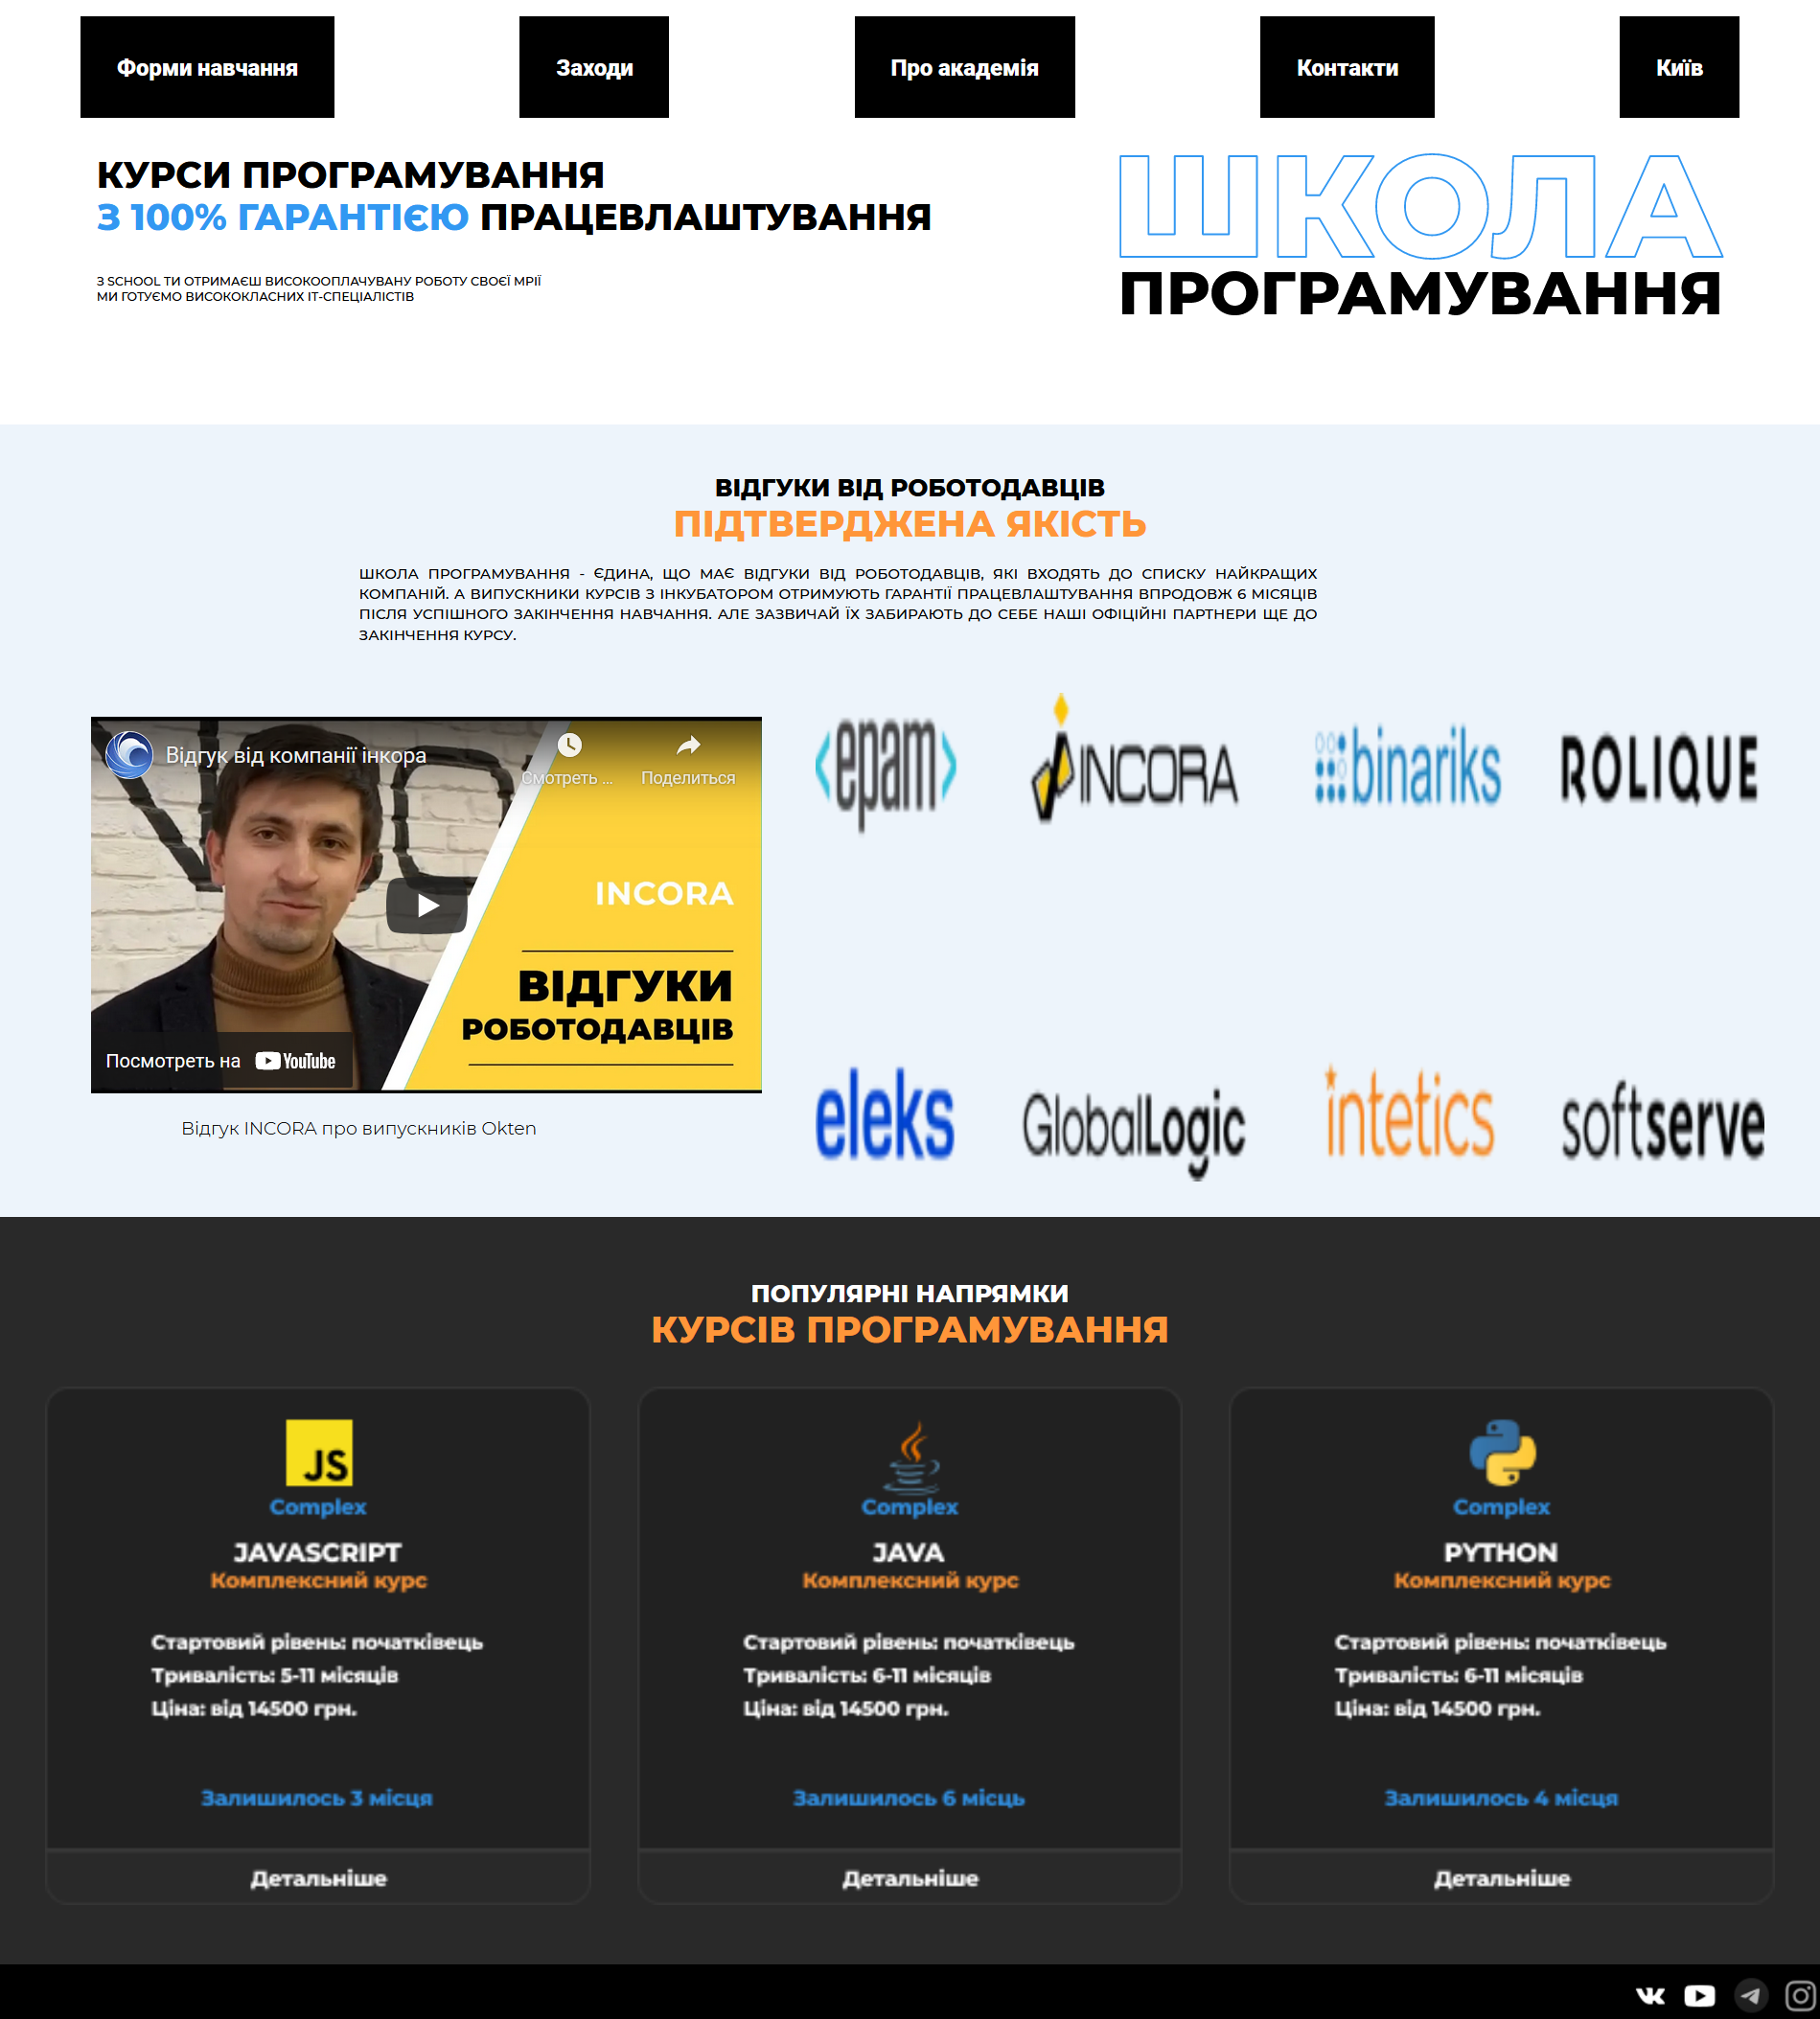 Форми навчання
Заходи
Про академія
Контакти
Київ
КУРСИ ПРОГРАМУВАННЯ
З 100% ГАРАНТІЄЮ ПРАЦЕВЛАШТУВАННЯ
З SCHOOL ТИ ОТРИМАЄШ ВИСОКООПЛАЧУВАНУ РОБОТУ СВОЄЇ МРІЇ
МИ ГОТУЄМО ВИСОКОКЛАСНИХ ІТ-СПЕЦІАЛІСТІВ
ШКОЛА
ПРОГРАМУВАННЯ
ВІДГУКИ ВІД РОБОТОДАВЦІВ
ПІДТВЕРДЖЕНА ЯКІСТЬ
ШКОЛА ПРОГРАМУВАННЯ - ЄДИНА, ЩО МАЄ ВІДГУКИ ВІД РОБОТОДАВЦІВ, ЯКІ ВХОДЯТЬ ДО СПИСКУ НАЙКРАЩИХ
КОМПАНІЙ. А ВИПУСКНИКИ КУРСІВ З ІНКУБАТОРОМ ОТРИМУЮТЬ ГАРАНТІЇ ПРАЦЕВЛАШТУВАННЯ ВПРОДОВЖ 6 МІСЯЦІВ
ПІСЛЯ УСПІШНОГО ЗАКІНЧЕННЯ НАВЧАННЯ. АЛЕ ЗАЗВИЧАЙ ЇХ ЗАБИРАЮТЬ ДО СЕБЕ НАШІ ОФІЦІЙНІ ПАРТНЕРИ ЩЕ ДО
ЗАКІНЧЕННЯ КУРСУ.
Відгук від компанії інкора
Смотреть ...
Поделиться
INCORA
ВІДГУКИ
РОБОТОДАВЦІВ
Посмотреть на YouTube
Відгук INCORA про випускників Okten
<epam>
INCORA
binariks
ROLIQUE
eleks
GlobalLogic
intetics
softserve
ПОПУЛЯРНІ НАПРЯМКИ
КУРСІВ ПРОГРАМУВАННЯ
JS
Complex
JAVASCRIPT
Комплексний курс
Стартовий рівень: початківець
Тривалість: 5-11 місяців
Ціна: від 14500 грн.
Залишилось 3 місця
Детальніше
Complex
JAVA
Комплексний курс
Стартовий рівень: початківець
Тривалість: 6-11 місяців
Ціна: від 14500 грн.
Залишилось 6 місць
Детальніше
Complex
PYTHON
Комплексний курс
Стартовий рівень: початківець
Тривалість: 6-11 місяців
Ціна: від 14500 грн.
Залишилось 4 місця
Детальніше